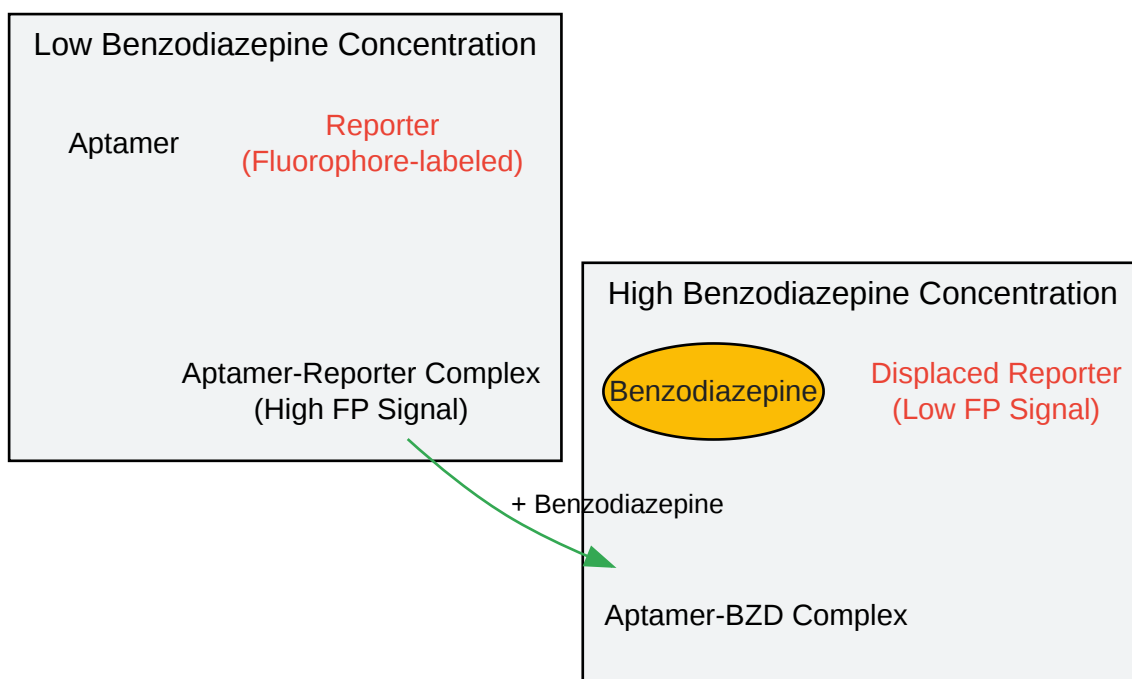 Low Benzodiazepine Concentration
Aptamer
Reporter
(Fluorophore-labeled)
Aptamer-Reporter Complex
(High FP Signal)
+ Benzodiazepine
High Benzodiazepine Concentration
Benzodiazepine
Displaced Reporter
(Low FP Signal)
Aptamer-BZD Complex